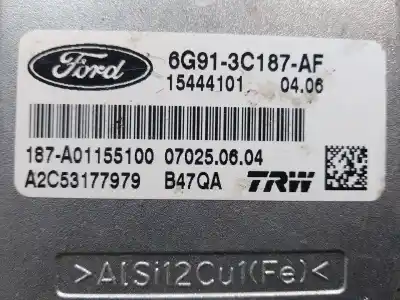 Ford
6G91-3C187-AF
15444101 04.06
187-A01155100 07025.06.04
A2C53177979 B47QA TRW
>AlSi12Cu1(Fe)<